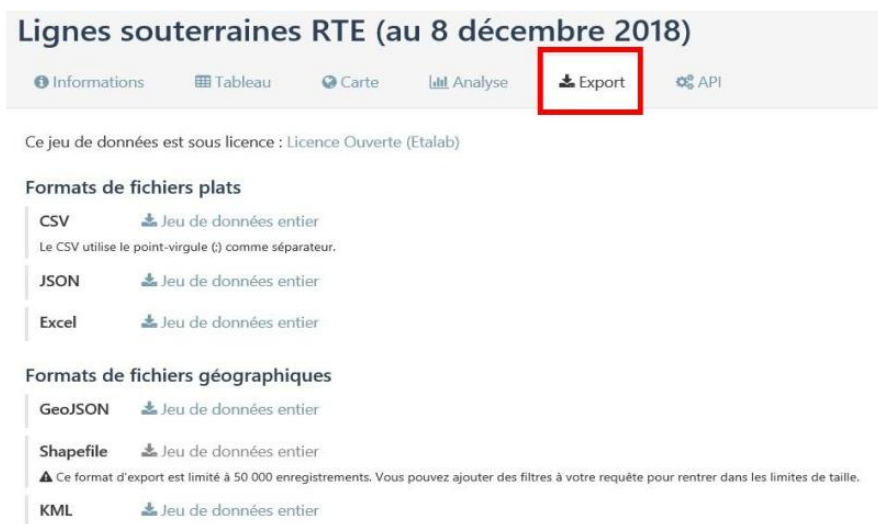 Lignes souterraines RTE (au 8 décembre 2018)
Informations Tableau Carte Analyse Export API
Ce jeu de données est sous licence : Licence Ouverte (Etalab)
Formats de fichiers plats
CSV Jeu de données entier
Le CSV utilise le point-virgule (;) comme séparateur.
JSON Jeu de données entier
Excel Jeu de données entier
Formats de fichiers géographiques
GeoJSON Jeu de données entier
Shapefile Jeu de données entier
Ce format d'export est limité à 50 000 enregistrements. Vous pouvez ajouter des filtres à votre requête pour rentrer dans les limites de taille.
KML Jeu de données entier